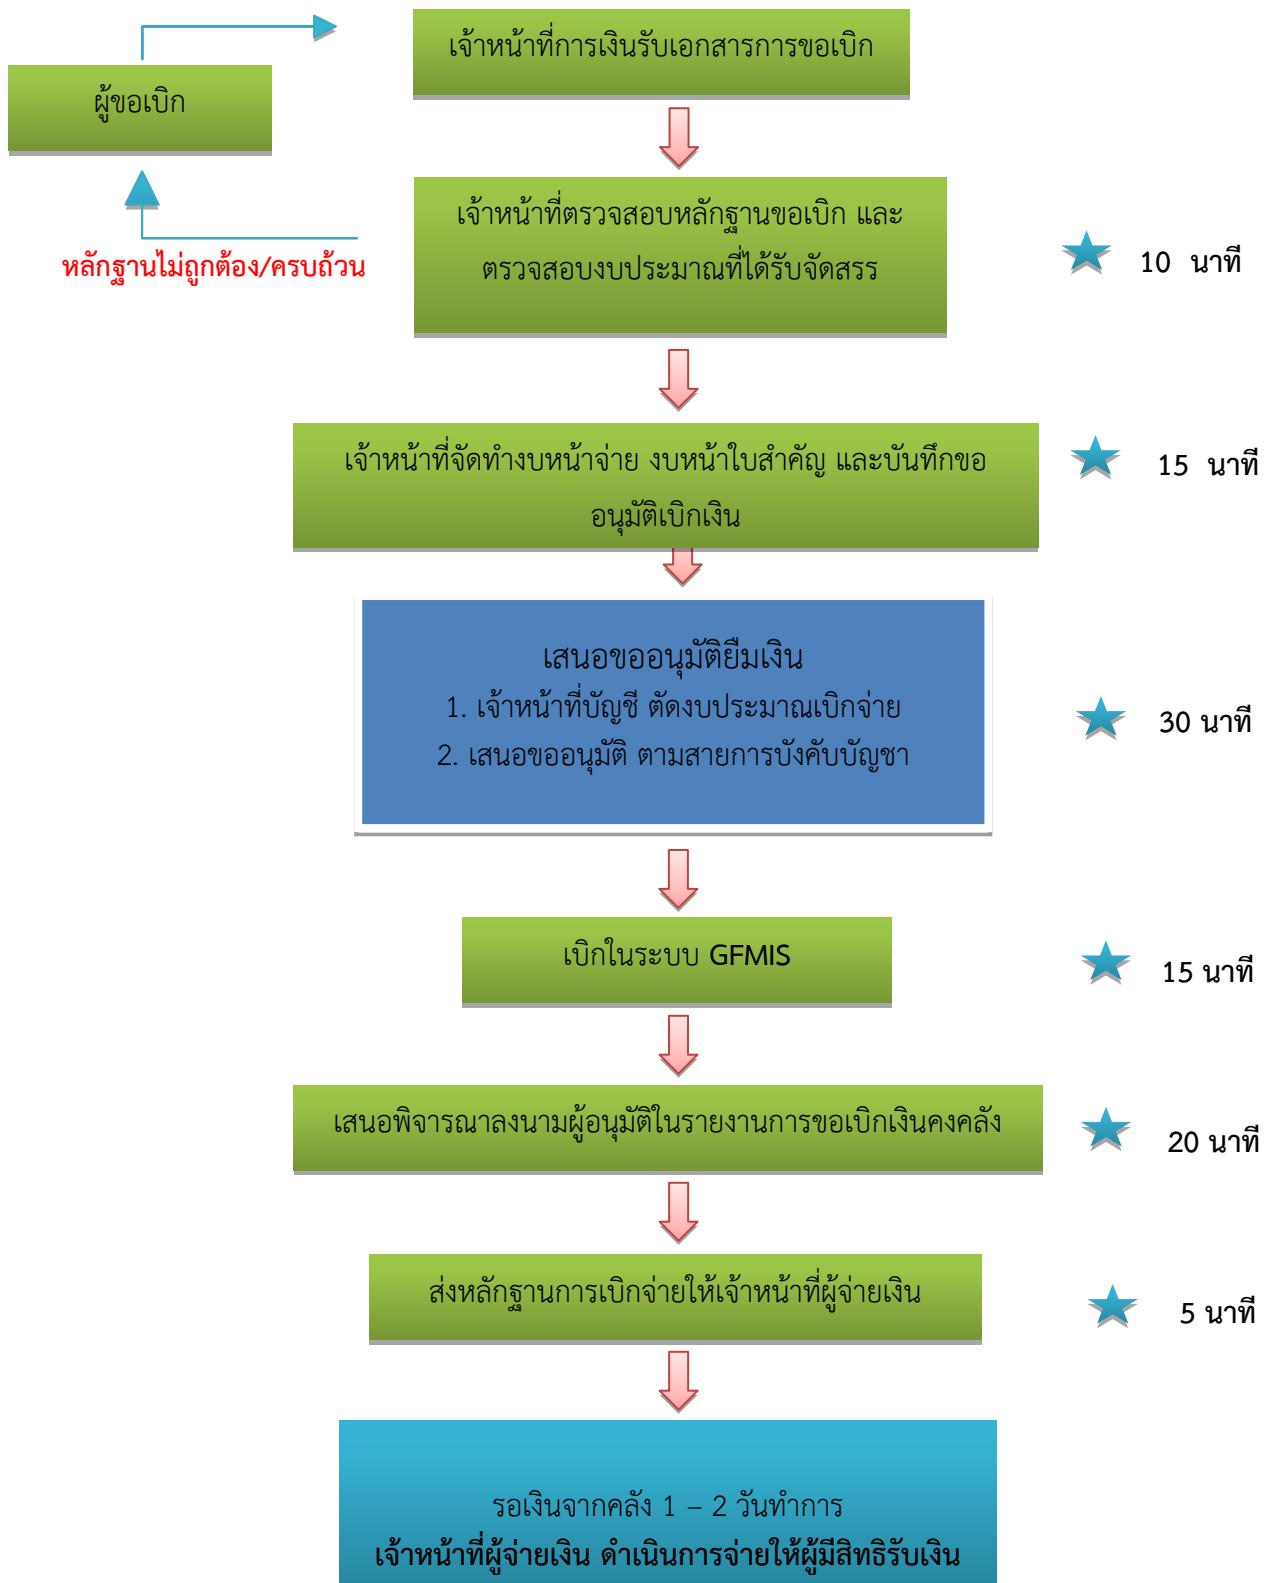 เจ้าหน้าที่การเงินรับเอกสารการขอเบิก
ผู้ขอเบิก
เจ้าหน้าที่ตรวจสอบหลักฐานขอเบิก และ
ตรวจสอบงบประมาณที่ได้รับจัดสรร
หลักฐานไม่ถูกต้อง/ครบถ้วน
10 นาที
เจ้าหน้าที่จัดทำงบหน้าจ่าย งบหน้าใบสำคัญ และบันทึกขอ
อนุมัติเบิกเงิน
15 นาที
เสนอขออนุมัติยืมเงิน
1. เจ้าหน้าที่บัญชี ตัดงบประมาณเบิกจ่าย
2. เสนอขออนุมัติ ตามสายการบังคับบัญชา
30 นาที
เบิกในระบบ GFMIS
15 นาที
เสนอพิจารณาลงนามผู้อนุมัติในรายงานการขอเบิกเงินคงคลัง
20 นาที
ส่งหลักฐานการเบิกจ่ายให้เจ้าหน้าที่ผู้จ่ายเงิน
5 นาที
รอเงินจากคลัง 1 – 2 วันทำการ
เจ้าหน้าที่ผู้จ่ายเงิน ดำเนินการจ่ายให้ผู้มีสิทธิรับเงิน